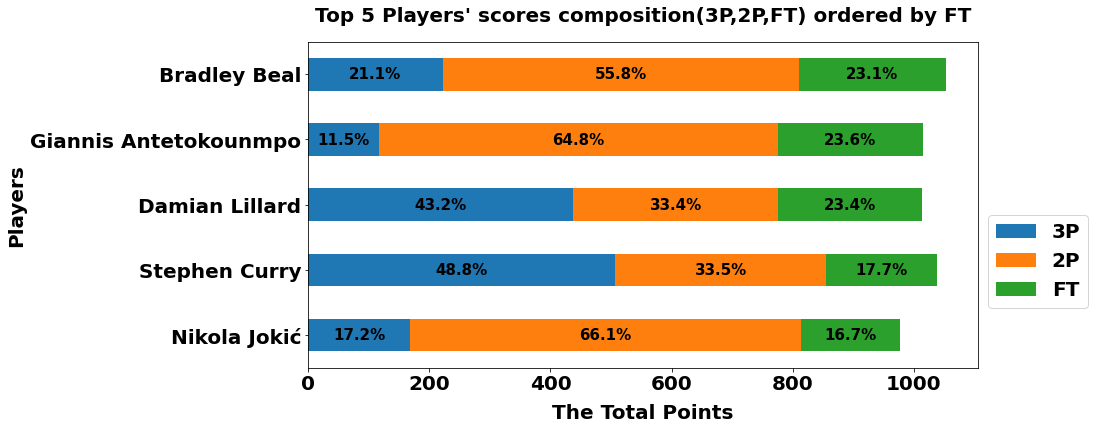 Top 5 Players' scores composition(3P,2P,FT) ordered by FT
Players
Bradley Beal
21.1% 55.8% 23.1%
Giannis Antetokounmpo
11.5% 64.8% 23.6%
Damian Lillard
43.2% 33.4% 23.4%
Stephen Curry
48.8% 33.5% 17.7%
Nikola Jokić
17.2% 66.1% 16.7%
3P
2P
FT
0 200 400 600 800 1000
The Total Points